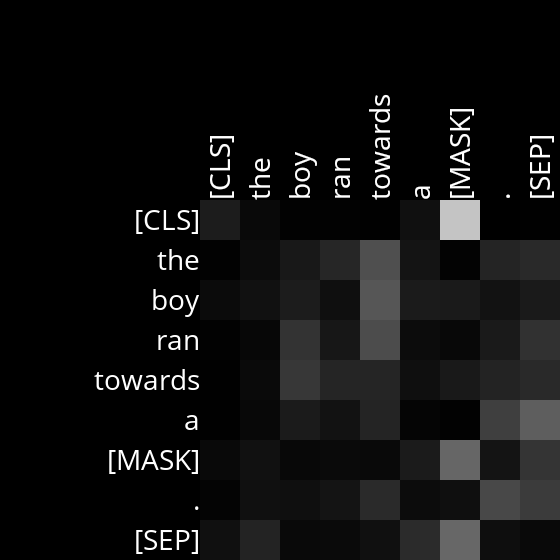 [CLS]
the
boy
ran
towards
a
[MASK]
.
[SEP]
[CLS]
the
boy
ran
towards
a
[MASK]
.
[SEP]